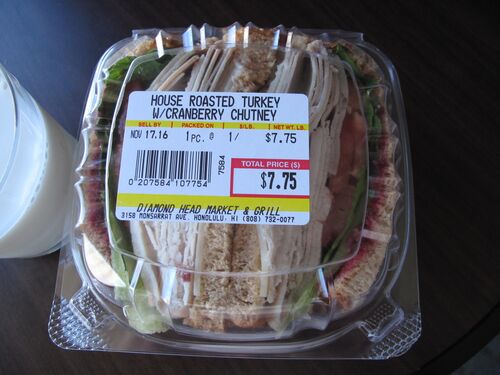 HOUSE ROASTED TURKEY
W/CRANBERRY CHUTNEY
SELL BY PACKED ON $/LB. NET WT. LB.
NOV 17.16 1PC. @ 1/ $7.75
7584
TOTAL PRICE ($)
$7.75
0 207584 107754
DIAMOND HEAD MARKET & GRILL
3158 MONSARRAT AVE. HONOLULU, HI (808) 732-0077